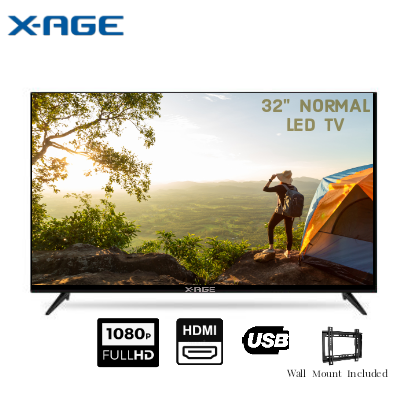 X-AGE
32" NORMAL
LED TV
X-AGE
1080P
FULLHD
HDMI
USB
Wall Mount Included